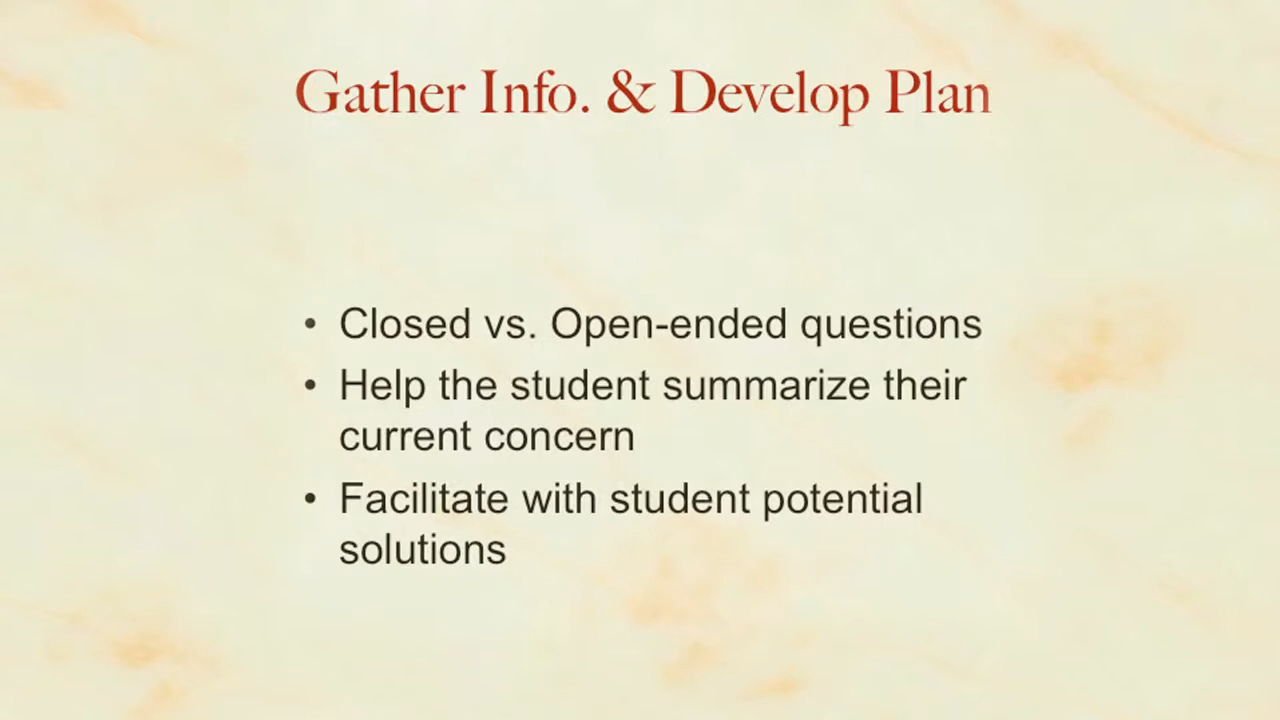 Gather Info. & Develop Plan
• Closed vs. Open-ended questions
• Help the student summarize their
current concern
• Facilitate with student potential
solutions